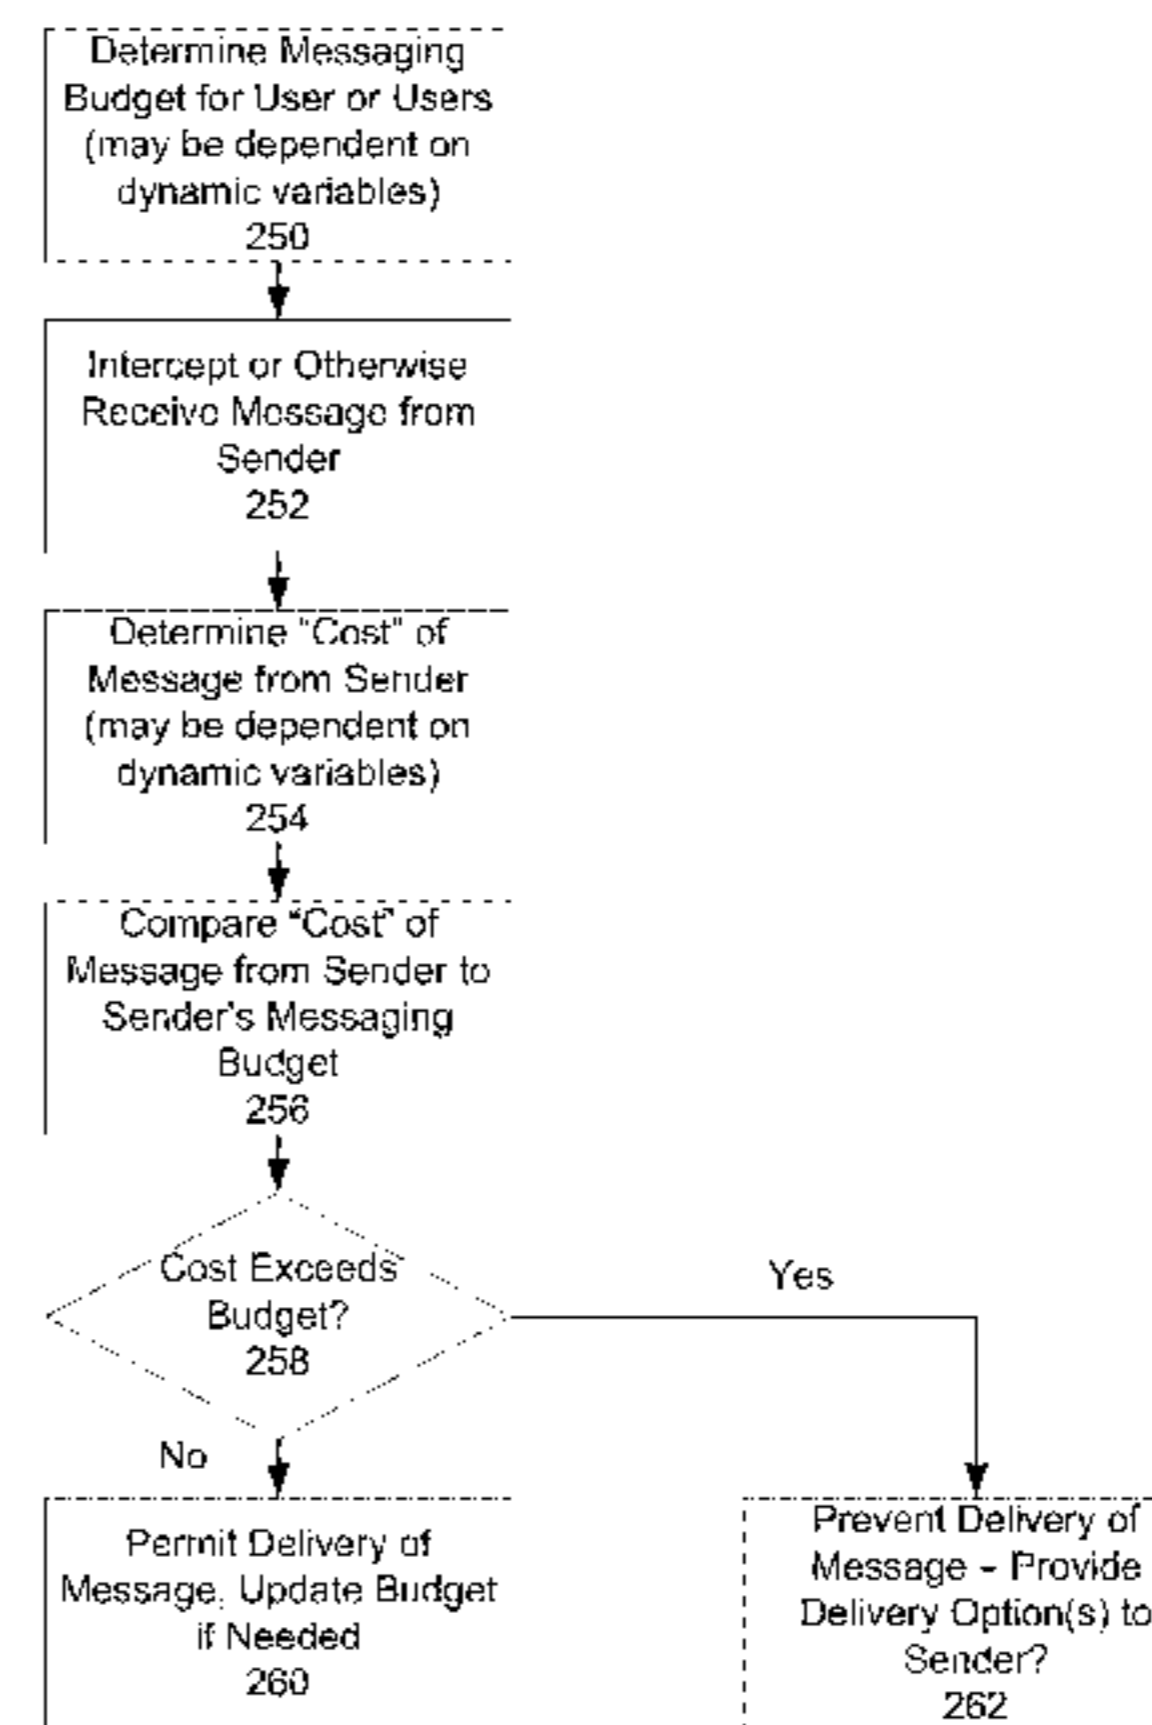 Determine Messaging
Budget for User or Users
(may be dependent on
dynamic variables)
250
Intercept or Otherwise
Receive Message from
Sender
252
Determine "Cost" of
Message from Sender
(may be dependent on
dynamic variables)
254
Compare “Cost” of
Message from Sender to
Sender's Messaging
Budget
256
Cost Exceeds
Budget?
258
Yes
No
Permit Delivery of
Message, Update Budget
if Needed
260
Prevent Delivery of
Message – Provide
Delivery Option(s) to
Sender?
262